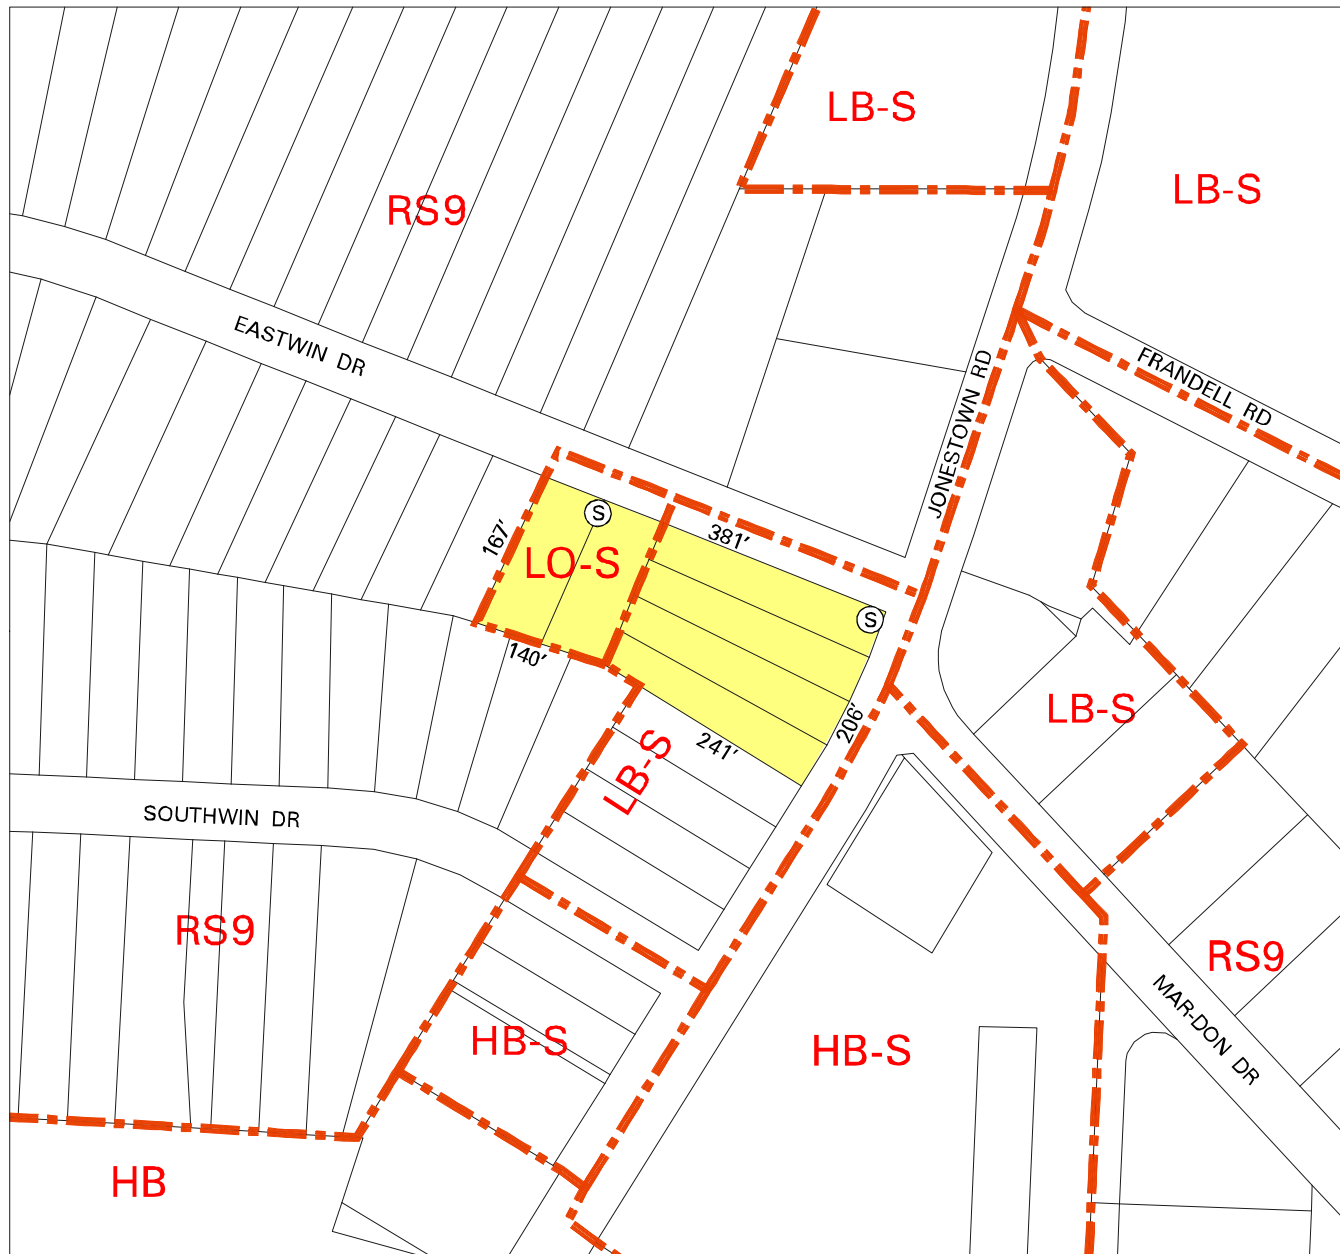 LB-S
LB-S
RS9
EASTWIN DR
FRANDELL RD
JONESTOWN RD
S
381'
167'
LO-S
S
140'
LB-S
206'
241'
LB-S
SOUTHWIN DR
RS9
RS9
MAR-DON DR
HB-S
HB-S
HB